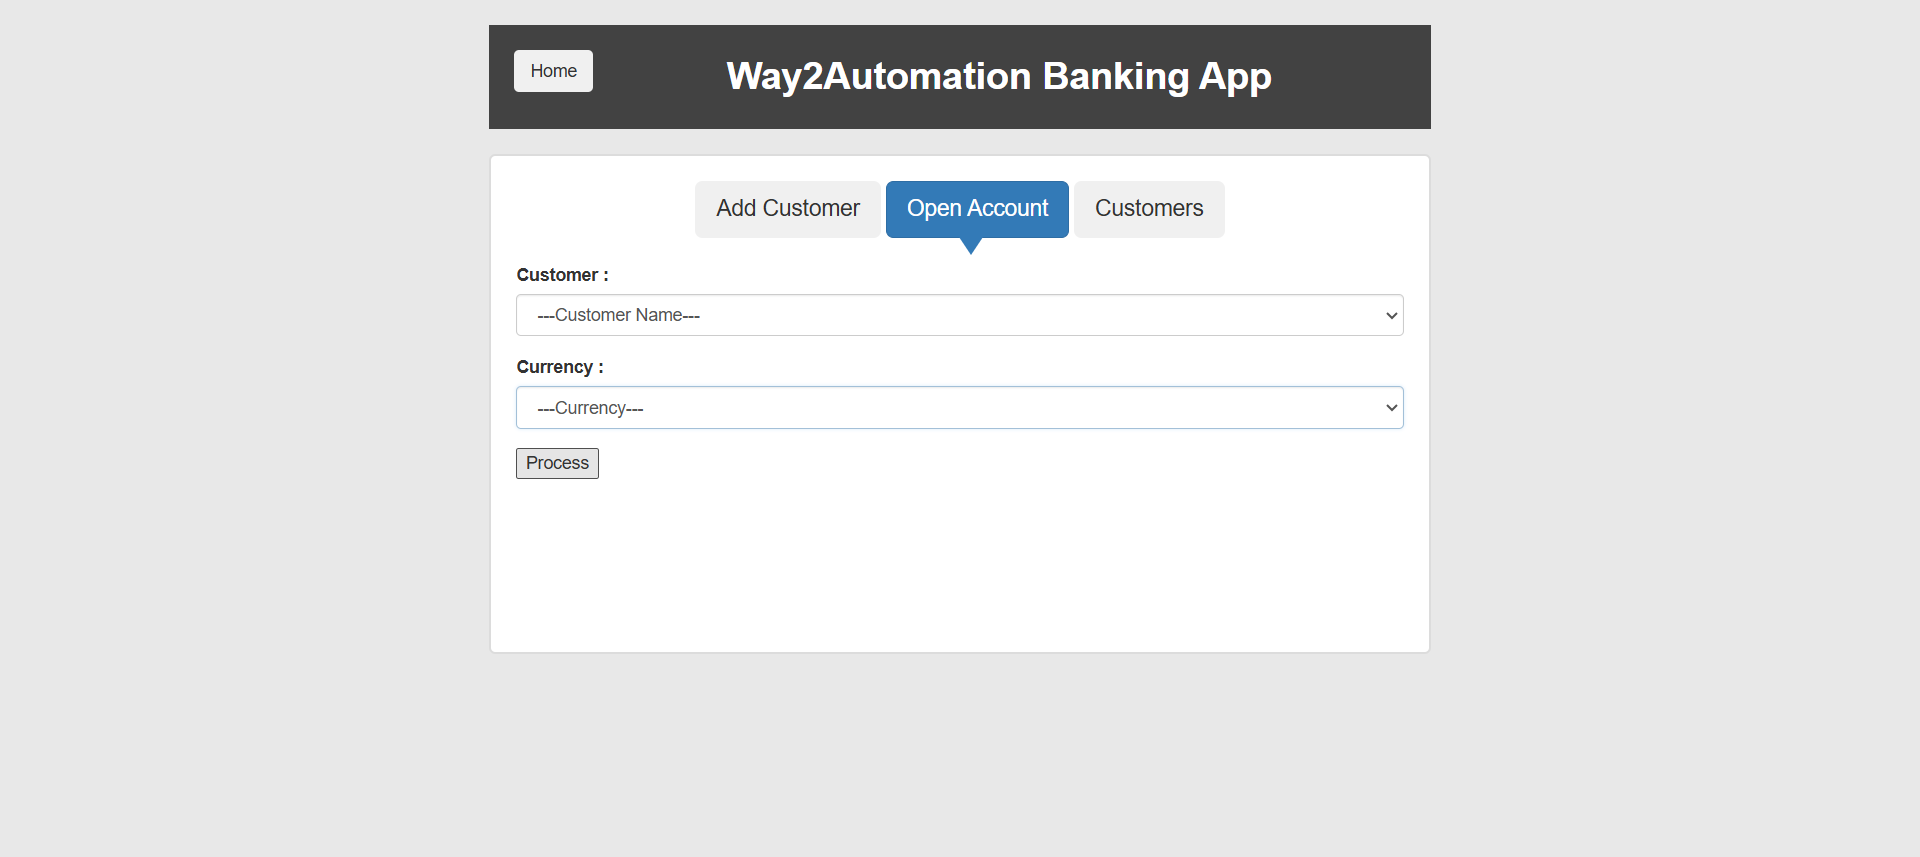 Home
Way2Automation Banking App
Add Customer
Open Account
Customers
Customer :
---Customer Name---
Currency :
---Currency---
Process